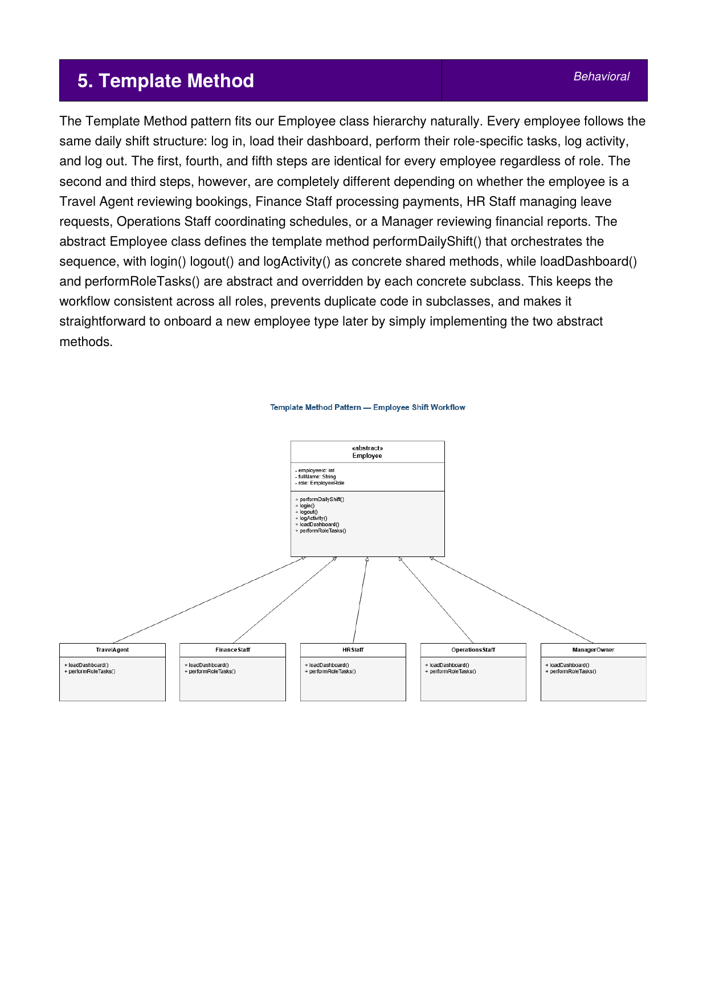 5. Template Method
Behavioral
The Template Method pattern fits our Employee class hierarchy naturally. Every employee follows the
same daily shift structure: log in, load their dashboard, perform their role-specific tasks, log activity,
and log out. The first, fourth, and fifth steps are identical for every employee regardless of role. The
second and third steps, however, are completely different depending on whether the employee is a
Travel Agent reviewing bookings, Finance Staff processing payments, HR Staff managing leave
requests, Operations Staff coordinating schedules, or a Manager reviewing financial reports. The
abstract Employee class defines the template method performDailyShift() that orchestrates the
sequence, with login() logout() and logActivity() as concrete shared methods, while loadDashboard()
and performRoleTasks() are abstract and overridden by each concrete subclass. This keeps the
workflow consistent across all roles, prevents duplicate code in subclasses, and makes it
straightforward to onboard a new employee type later by simply implementing the two abstract
methods.
Template Method Pattern — Employee Shift Workflow
«abstract»
Employee
- employeeId: int
- fullName: String
- role: EmployeeRole
+ performDailyShift()
+ login()
+ logout()
+ logActivity()
+ loadDashboard()
+ performRoleTasks()
TravelAgent
+ loadDashboard()
+ performRoleTasks()
FinanceStaff
+ loadDashboard()
+ performRoleTasks()
HRStaff
+ loadDashboard()
+ performRoleTasks()
OperationsStaff
+ loadDashboard()
+ performRoleTasks()
ManagerOwner
+ loadDashboard()
+ performRoleTasks()